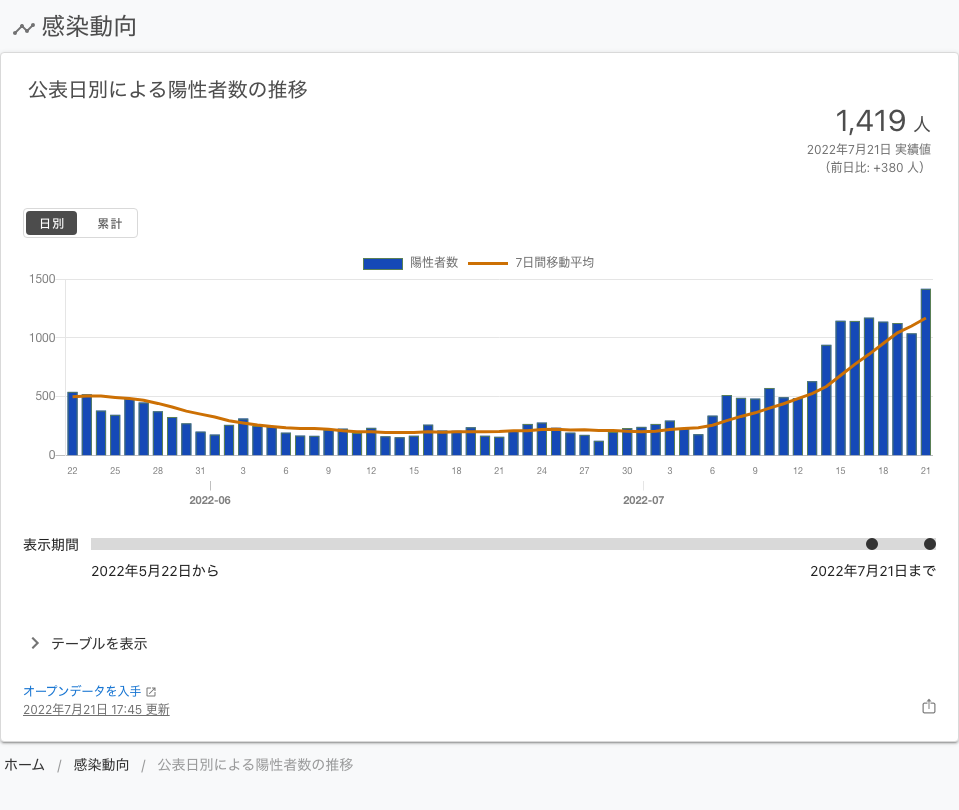 感染動向
公表日別による陽性者数の推移
1,419 人
2022年7月21日 実績値
（前日比: +380 人）
日別 累計
陽性者数 7日間移動平均
1500
1000
500
0
22 25 28 31 3 6 9 12 15 18 21 24 27 30 3 6 9 12 15 18 21
2022-06 2022-07
表示期間
2022年5月22日から 2022年7月21日まで
テーブルを表示
オープンデータを入手
2022年7月21日 17:45 更新
ホーム / 感染動向 / 公表日別による陽性者数の推移